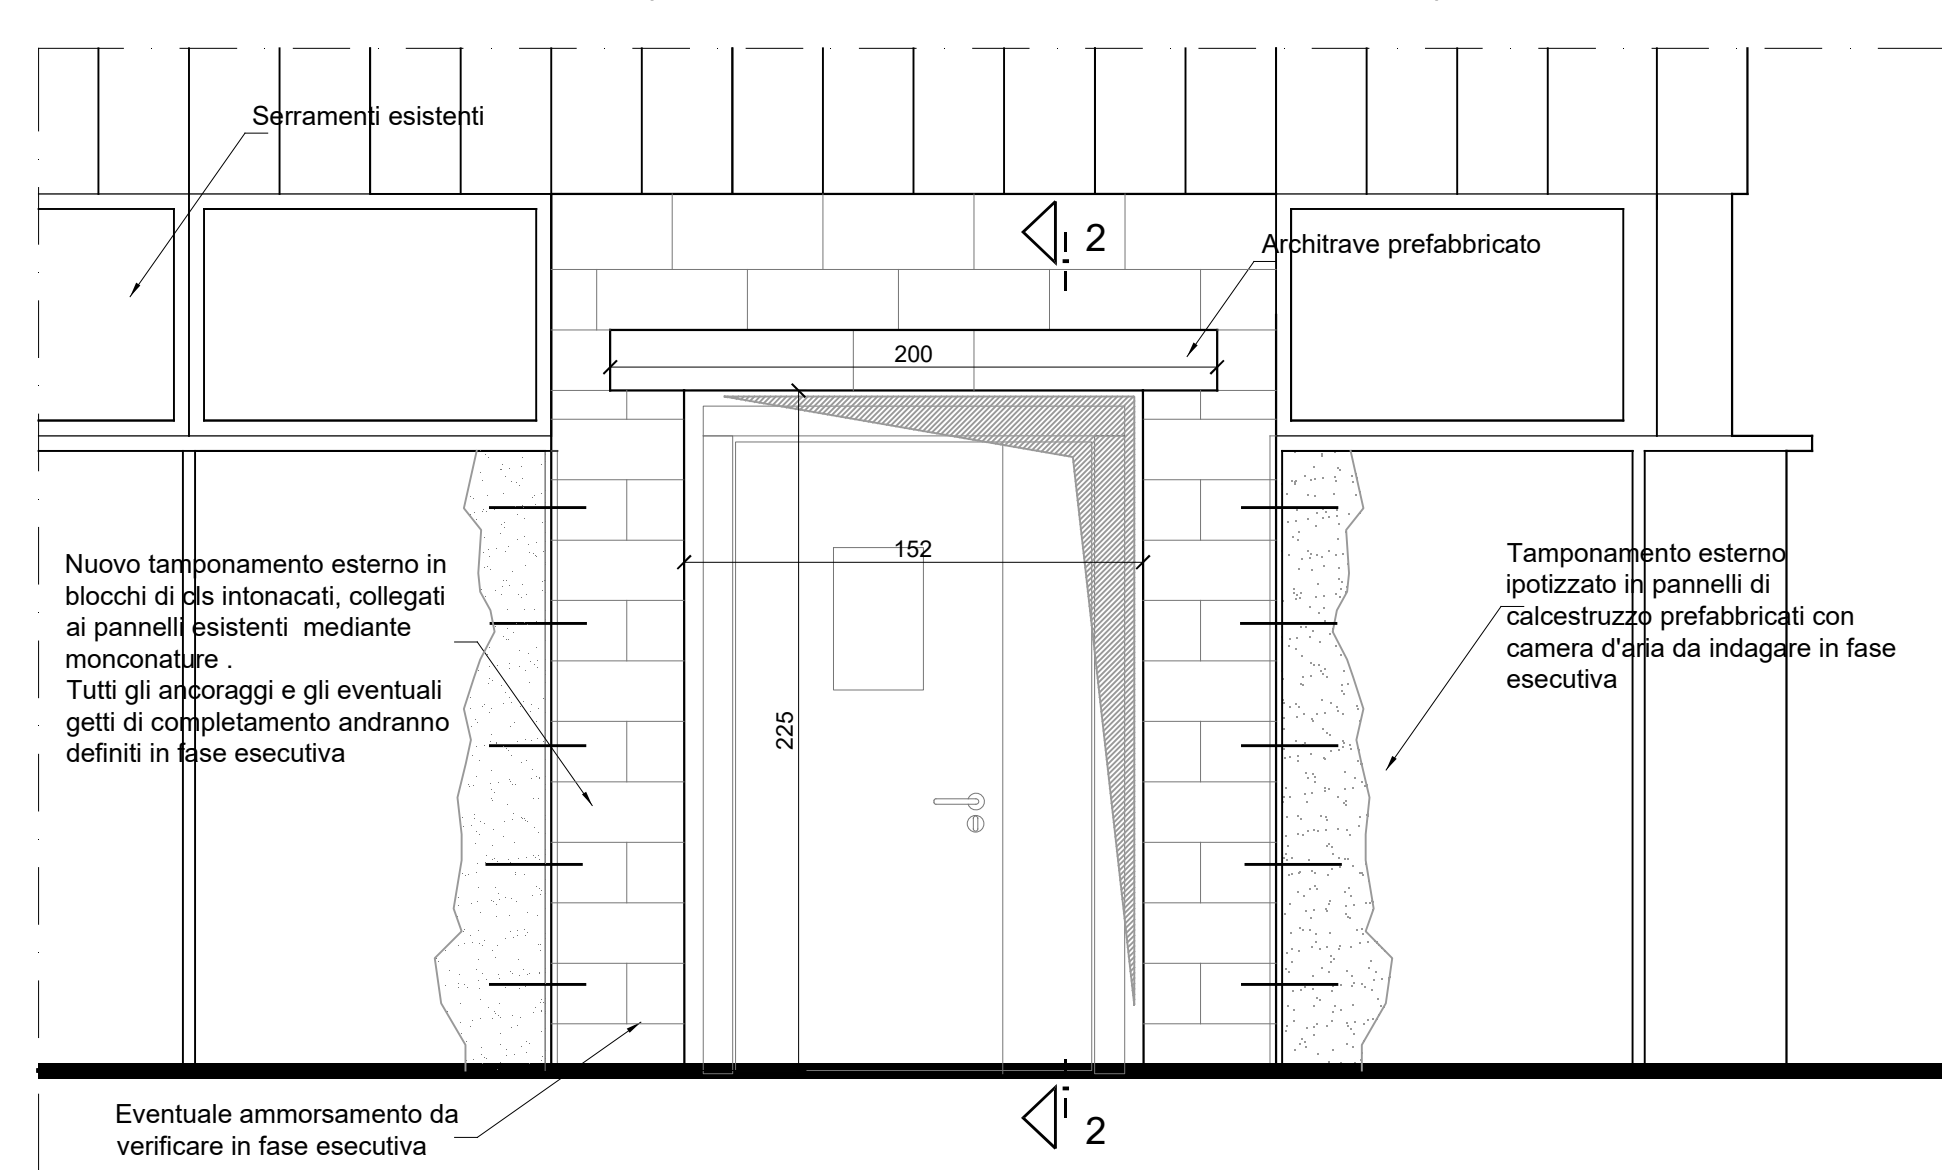 Serramenti esistenti
2
Architrave prefabbricato
200
152
Nuovo tamponamento esterno in
blocchi di cls intonacati, collegati
ai pannelli esistenti  mediante
monconature .
Tutti gli ancoraggi e gli eventuali
getti di completamento andranno
definiti in fase esecutiva
Tamponamento esterno
ipotizzato in pannelli di
calcestruzzo prefabbricati con
camera d'aria da indagare in fase
esecutiva
225
Eventuale ammorsamento da
verificare in fase esecutiva
2